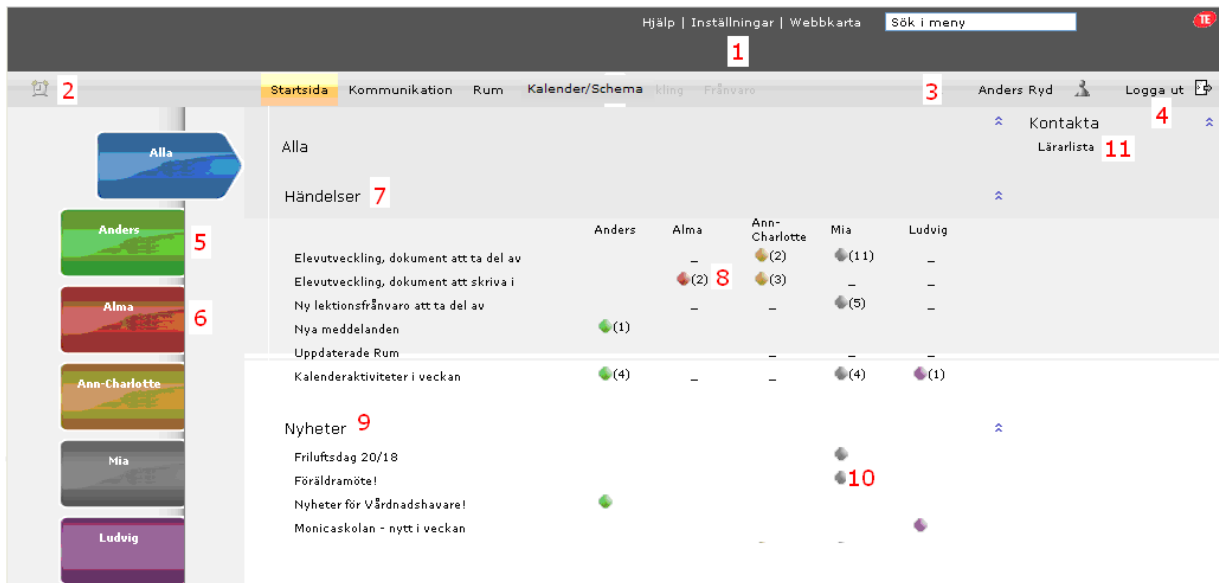 Hjälp | Inställningar | Webbkarta Sök i meny TE
1
2 Startsida Kommunikation Rum Kalender/Schema kling Frånvaro 3 Anders Ryd Logga ut
4
Alla
Alla
Kontakta
Lärarlista 11
Händelser 7
Anders 5
Alma 6
Ann-Charlotte
Mia
Ludvig
Anders Alma Ann-Charlotte Mia Ludvig
Elevutveckling, dokument att ta del av _ (2) (11) _
Elevutveckling, dokument att skriva i (2) 8 (3) _ _
Ny lektionsfrånvaro att ta del av _ _ (5) _
Nya meddelanden (1)
Uppdaterade Rum _ _ _
Kalenderaktiviteter i veckan (4) _ _ (4) (1)
Nyheter 9
Friluftsdag 20/18
Föräldramöte! 10
Nyheter för Vårdnadshavare!
Monicaskolan - nytt i veckan